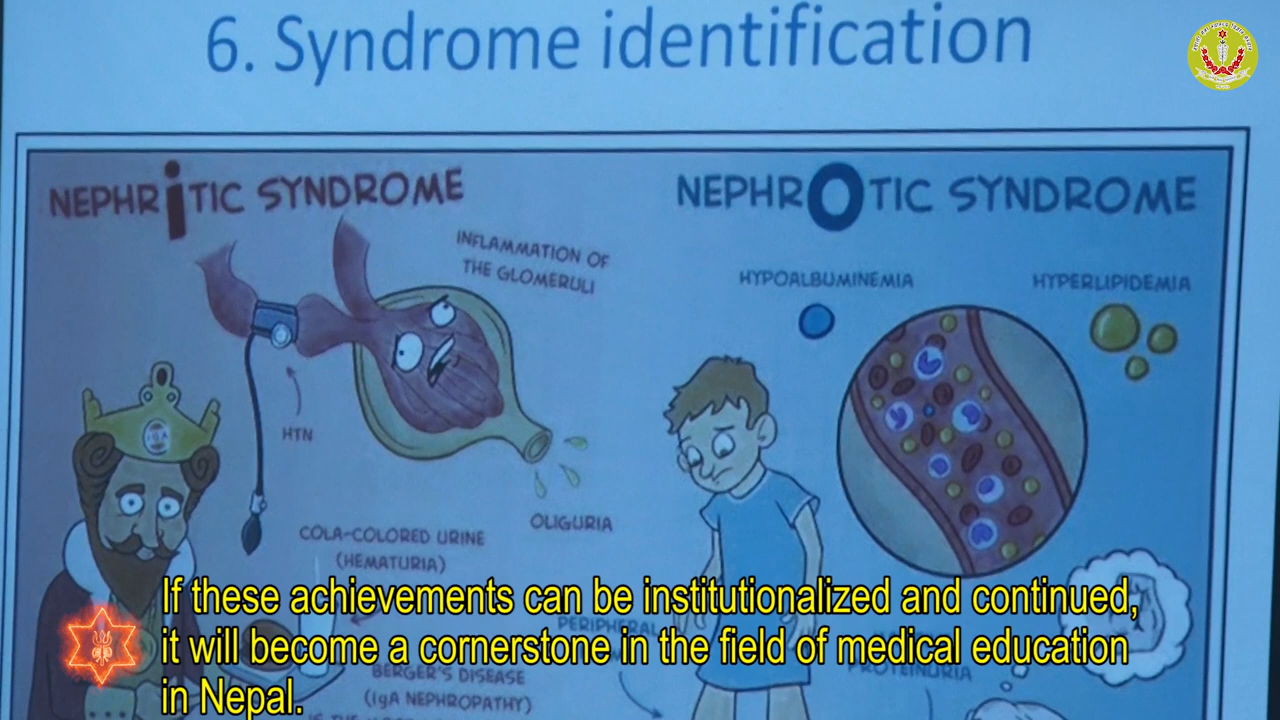 6. Syndrome identification
NEPHRiTIC SYNDROME
NEPHROTIC SYNDROME
INFLAMMATION OF
THE GLOMERULI
HYPOALBUMINEMIA
HYPERLIPIDEMIA
HTN
IGA
OLIGURIA
COLA-COLORED URINE
(HEMATURIA)
If these achievements can be institutionalized and continued,
it will become a cornerstone in the field of medical education
in Nepal.
PERIPHERAL
PROTEINURIA
BERGER'S DISEASE
(IgA NEPHROPATHY)